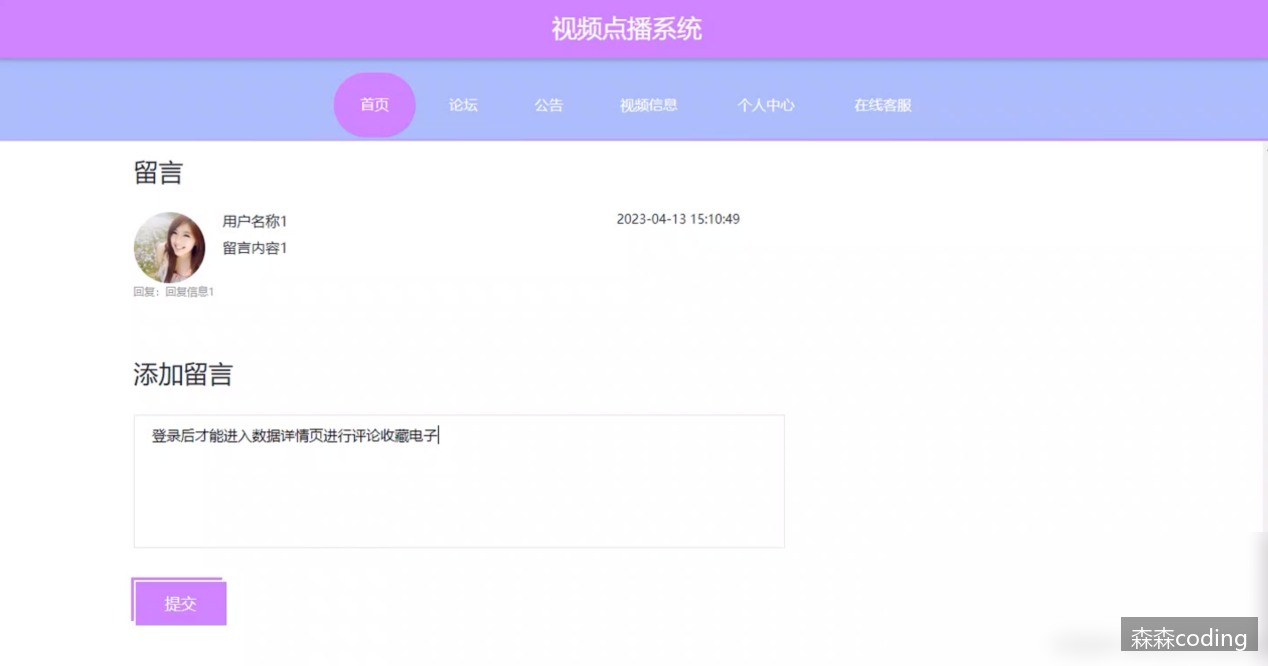 视频点播系统
首页 论坛 公告 视频信息 个人中心 在线客服
留言
用户名称1 2023-04-13 15:10:49
留言内容1
回复：回复信息1
添加留言
登录后才能进入数据详情页进行评论收藏电子
提交
森森coding